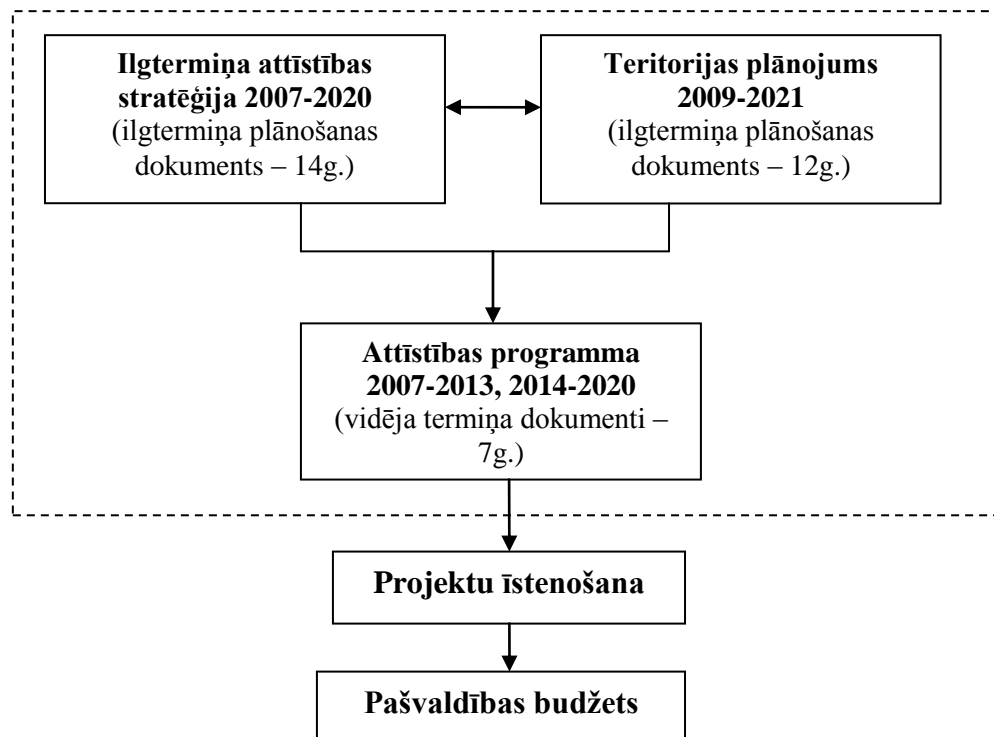 Ilgtermiņa attīstības
stratēģija 2007-2020
(ilgtermiņa plānošanas
dokuments – 14g.)
Teritorijas plānojums
2009-2021
(ilgtermiņa plānošanas
dokuments – 12g.)
Attīstības programma
2007-2013, 2014-2020
(vidēja termiņa dokumenti –
7g.)
Projektu īstenošana
Pašvaldības budžets